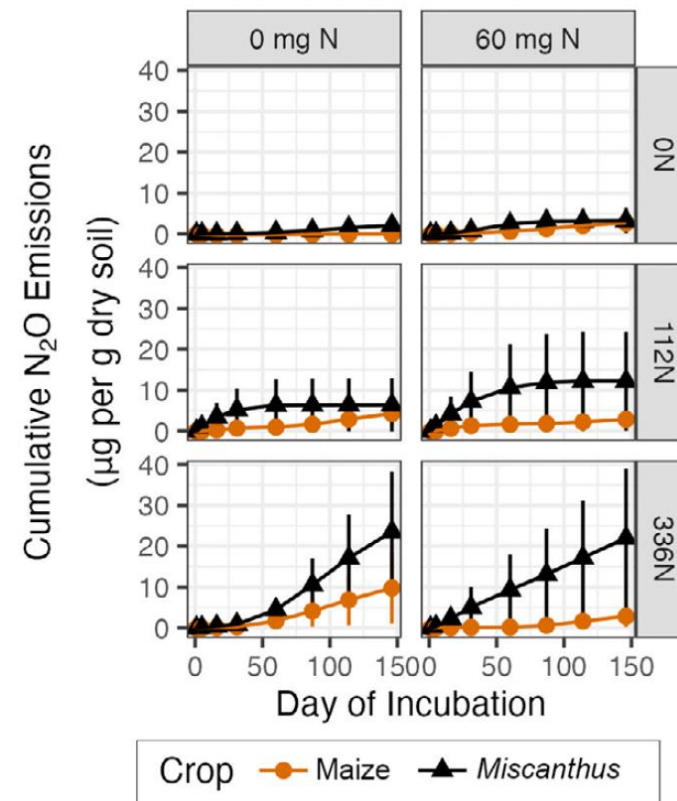 0 mg N 60 mg N
Cumulative N₂O Emissions
(µg per g dry soil)
40
30
20
10
0
0N
40
30
20
10
0
112N
40
30
20
10
0
336N
0 50 100 150 0 50 100 150
Day of Incubation
Crop Maize Miscanthus